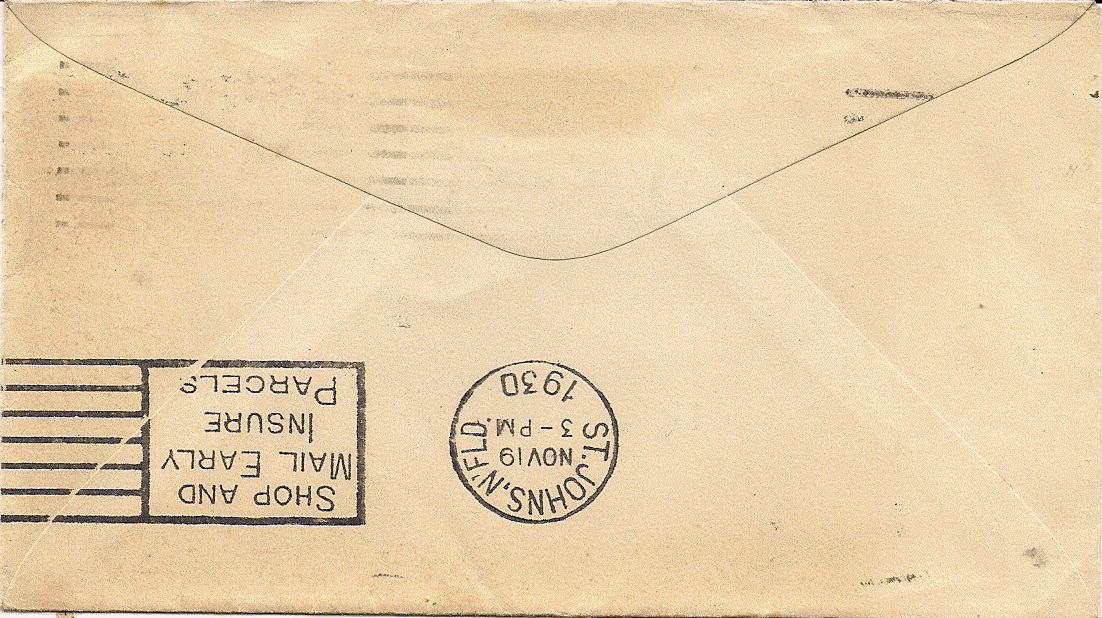 ST. JOHNS, N'FLD
NOV 19
3 - PM.
1930
SHOP AND
MAIL EARLY
INSURE
PARCELS